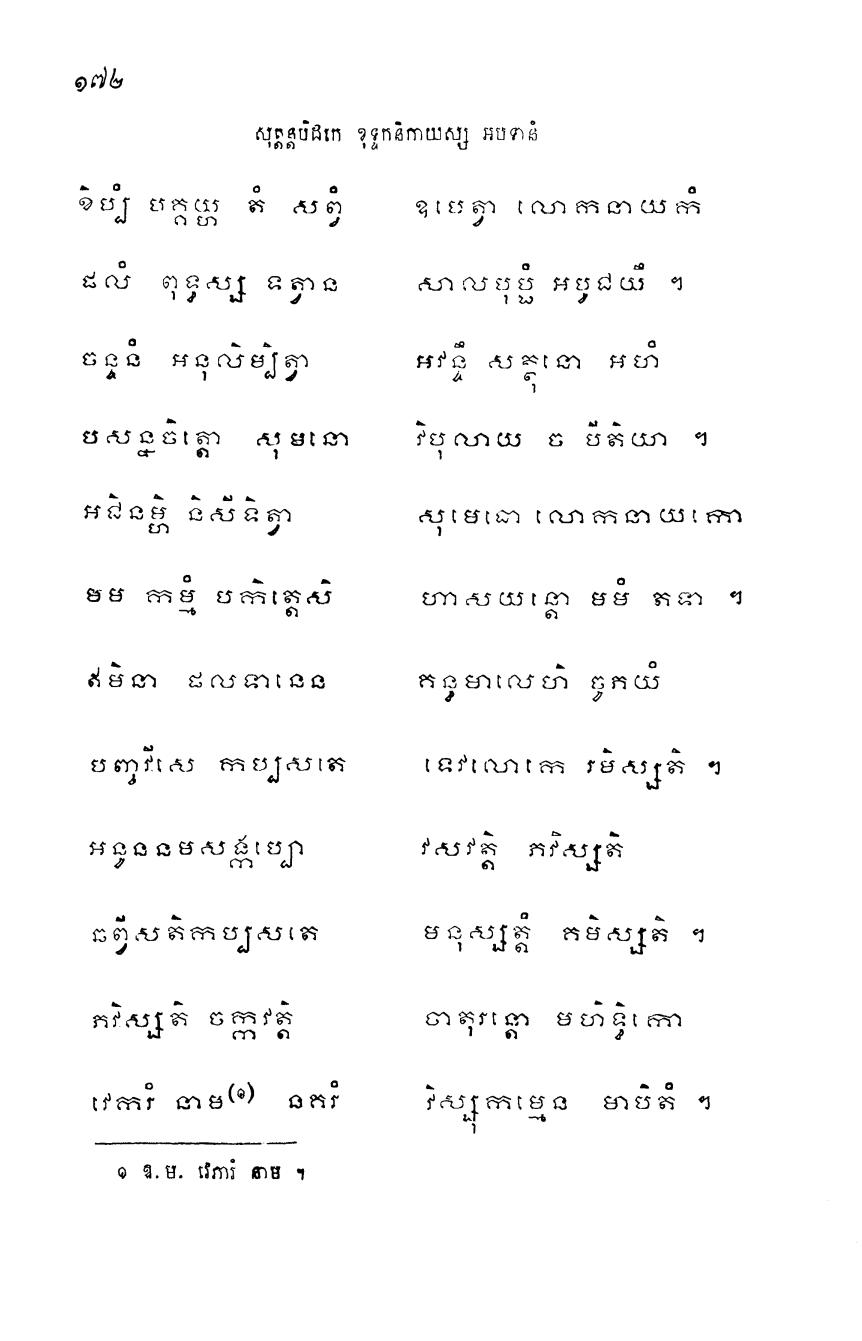 ១៧២
សុត្តន្តបិដកេ ខុទ្ទកនិកាយស្ស អបទានំ
ខិប្បំ បគ្គយ្ហ តំ សព្វំ ឧបេត្វា លោកនាយកំ
ផលំ ពុទ្ធស្ស ទត្វាន សាលបុប្ផំ អបូជយឹ ។
ចន្ទនំ អនុលិម្បិត្វា អវន្ទឹ សត្ថុនោ អហំ
បសន្នចិត្តោ សុមនោ វិបុលាយ ច បីតិយា ។
អជិនម្ហិ និសីទិត្វា សុមេធោ លោកនាយកោ
មម កម្មំ បកិត្តេសិ ហាសយន្តោ មមំ តទា ។
ឥមិនា ផលទានេន គន្ធមាលេហិ ចូភយំ
បញ្ចវីសេ កប្បសតេ ទេវលោកេ រមិស្សតិ ។
អនូននមសង្កប្បោ វសវត្តិ ភវិស្សតិ
ឆព្វីសតិកប្បសតេ មនុស្សត្តំ គមិស្សតិ ។
ភវិស្សតិ ចក្កវត្តិ ចាតុរន្តោ មហិទ្ធិកោ
វេការំ នាម(១) នគរំ វិស្សុកម្មេន មាបិតំ ។
១ ឱ.ម. វេភារំ នាម ។